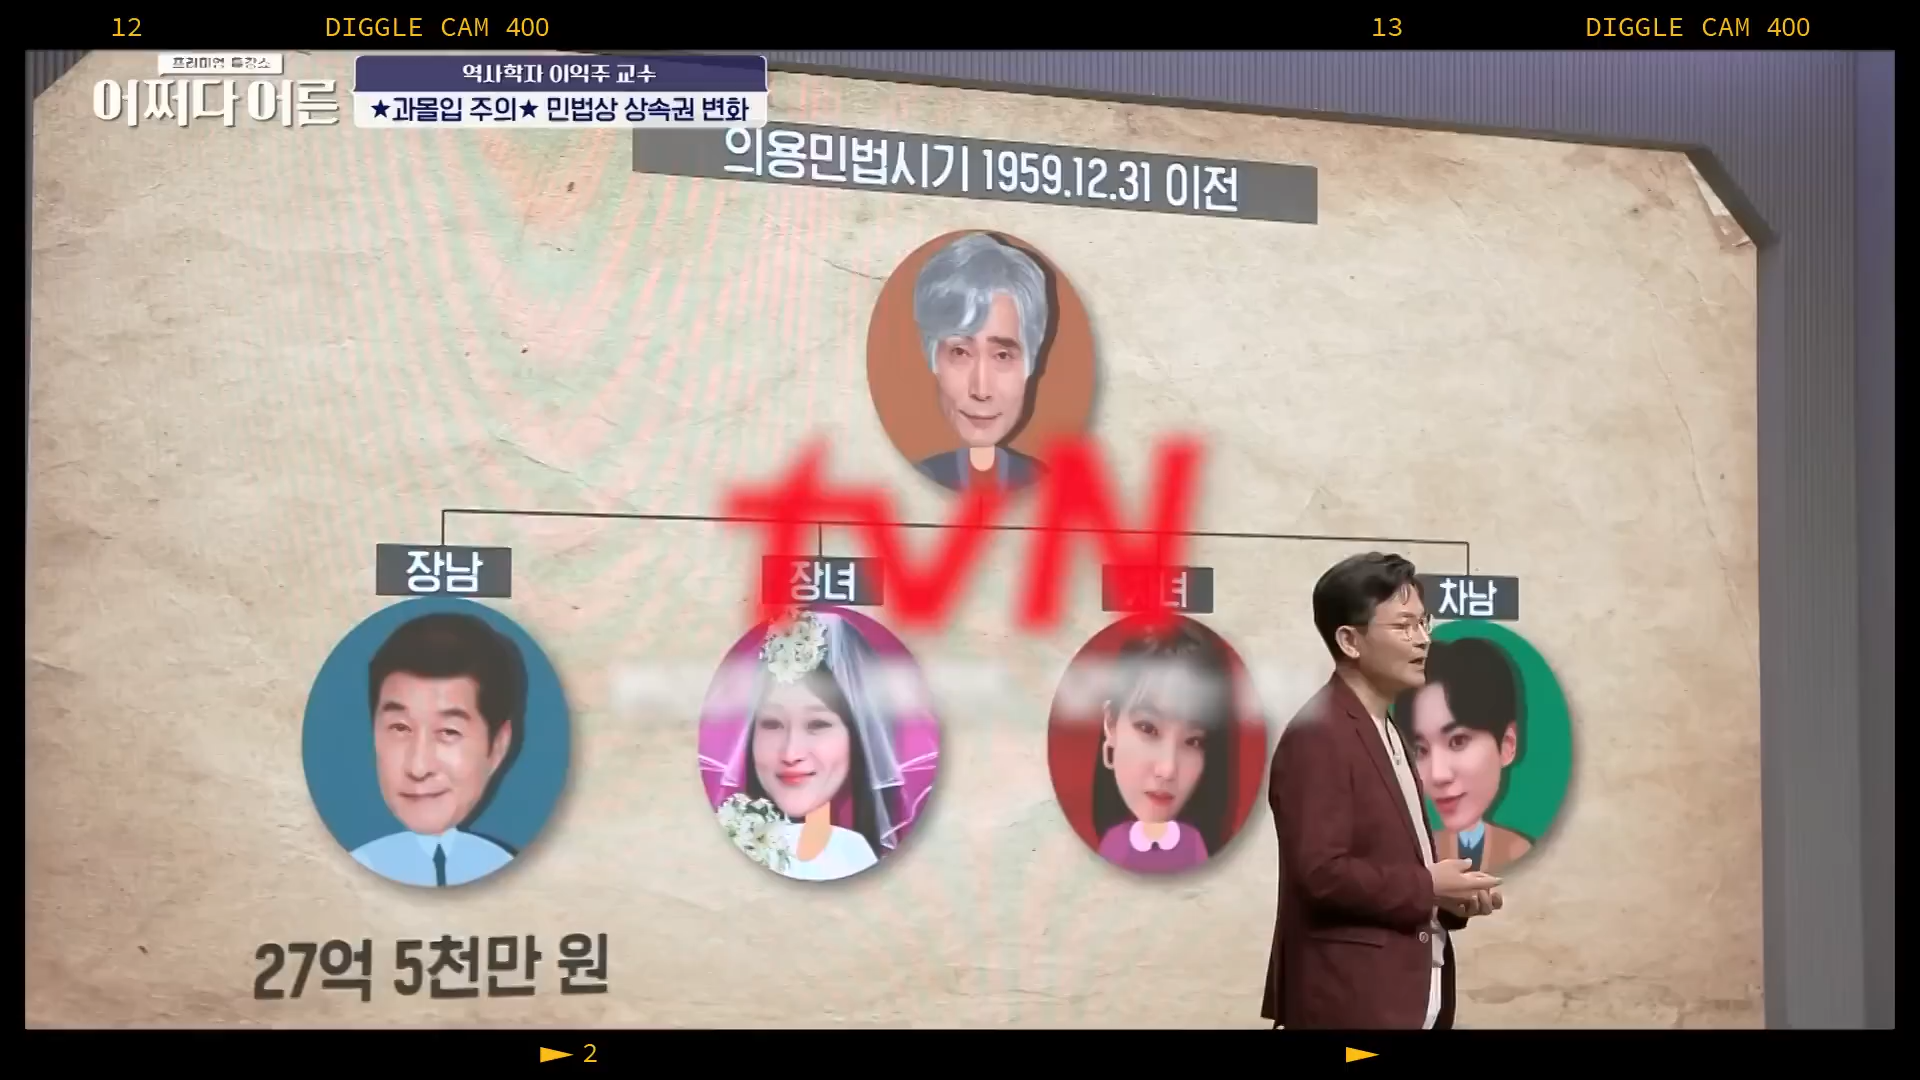 12 DIGGLE CAM 400 13 DIGGLE CAM 400
프리미엄 특강쇼
어쩌다 어른
역사학자 이익주 교수
★과몰입 주의★ 민법상 상속권 변화
의용민법시기 1959.12.31 이전
tvN
장남 장녀 차남
27억 5천만 원
2